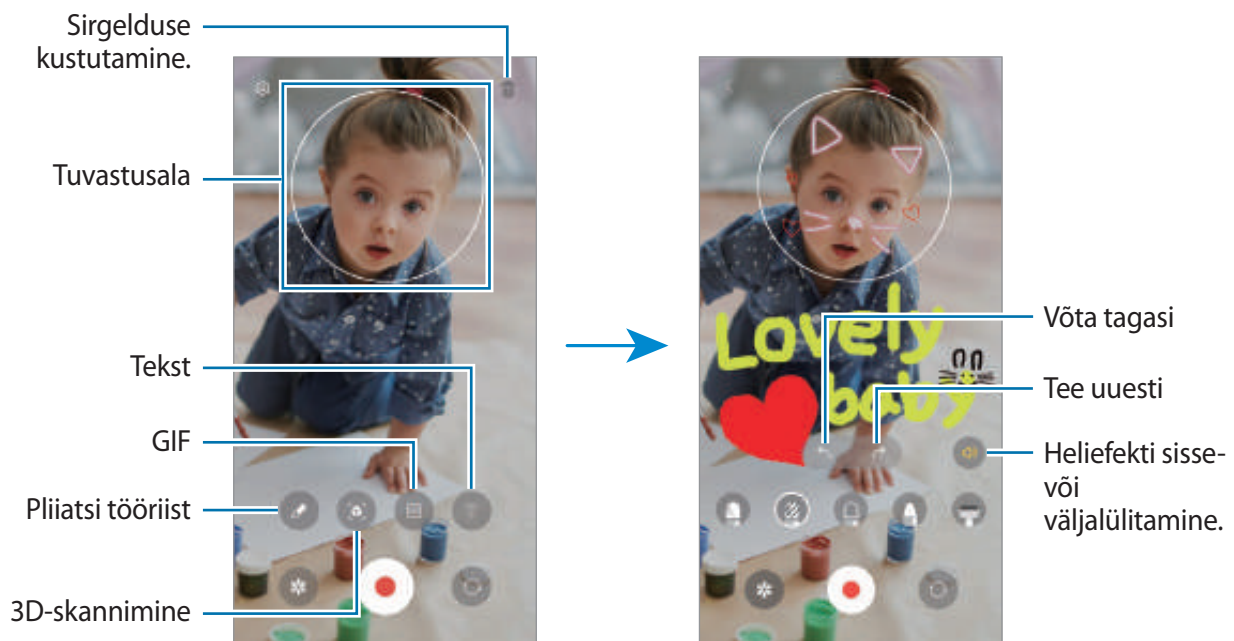 Sirgelduse
kustutamine.
Tuvastusala
Tekst
GIF
Pliiatsi tööriist
3D-skannimine
Lovely
baby
Võta tagasi
Tee uuesti
Heliefekti sisse-
või
väljalülitamine.